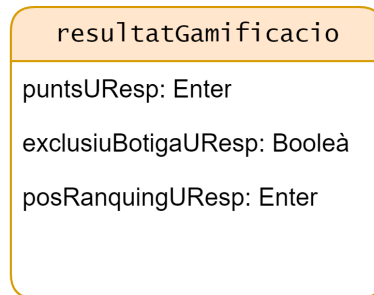 resultatGamificacio
puntsUResp: Enter
exclusiuBotigaUResp: Booleà
posRanquingUResp: Enter